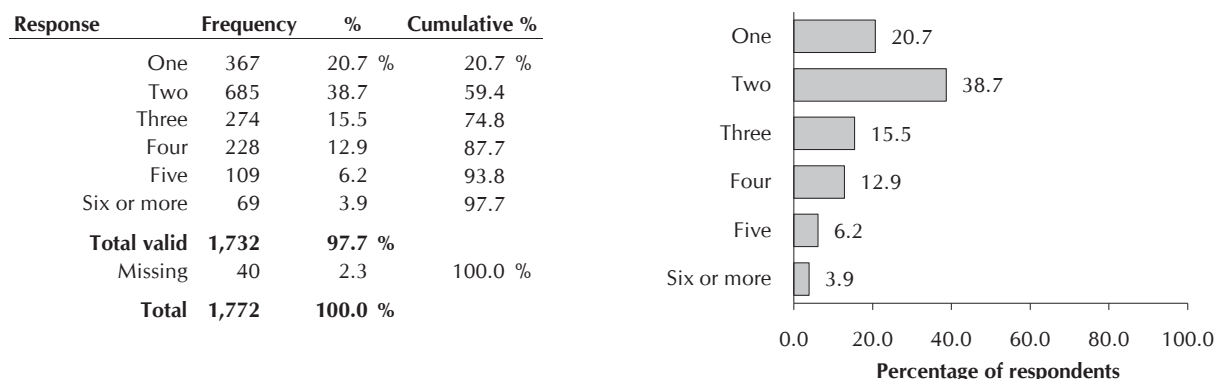 Response Frequency % Cumulative %
One 367 20.7 % 20.7 %
Two 685 38.7 59.4
Three 274 15.5 74.8
Four 228 12.9 87.7
Five 109 6.2 93.8
Six or more 69 3.9 97.7
Total valid 1,732 97.7 %
Missing 40 2.3 100.0 %
Total 1,772 100.0 %
One 20.7
Two 38.7
Three 15.5
Four 12.9
Five 6.2
Six or more 3.9
0.0 20.0 40.0 60.0 80.0 100.0
Percentage of respondents